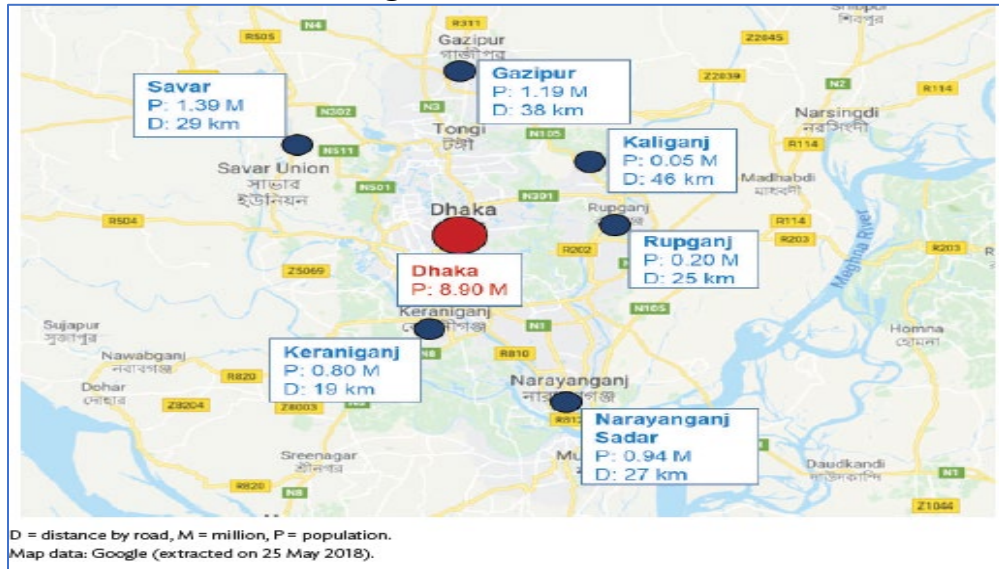 N4
R311
Shibpur
শিবপুর
R505
Gazipur
গাজীপুর
Z2045
Savar
P: 1.39 M
D: 29 km
Gazipur
P: 1.19 M
D: 38 km
Z2039
N2
R114
N302
N3
Tongi
টঙ্গী
N105
Narsingdi
নরসিংদী
R114
N511
Savar Union
সাভার
ইউনিয়ন
N501
Kaliganj
P: 0.05 M
D: 46 km
Madhabdi
মাধবদী
N301
R504
Dhaka
Rupganj
R114
R203
R202
R203
Z5069
Dhaka
P: 8.90 M
Rupganj
P: 0.20 M
D: 25 km
Meghna River
Keraniganj
N1
N105
Sujapur
সুজাপুর
Homna
হোমনা
Nawabganj
নবাবগঞ্জ
N8
R810
Keraniganj
P: 0.80 M
D: 19 km
R820
Dohar
দোহার
Z8204
Z8003
Narayanganj
R812
Narayanganj
Sadar
P: 0.94 M
D: 27 km
Sreenagar
শ্রীনগর
Daudkandi
দাউদকান্দি
N1
R820
N8
Z1044
D = distance by road, M = million, P = population.
Map data: Google (extracted on 25 May 2018).